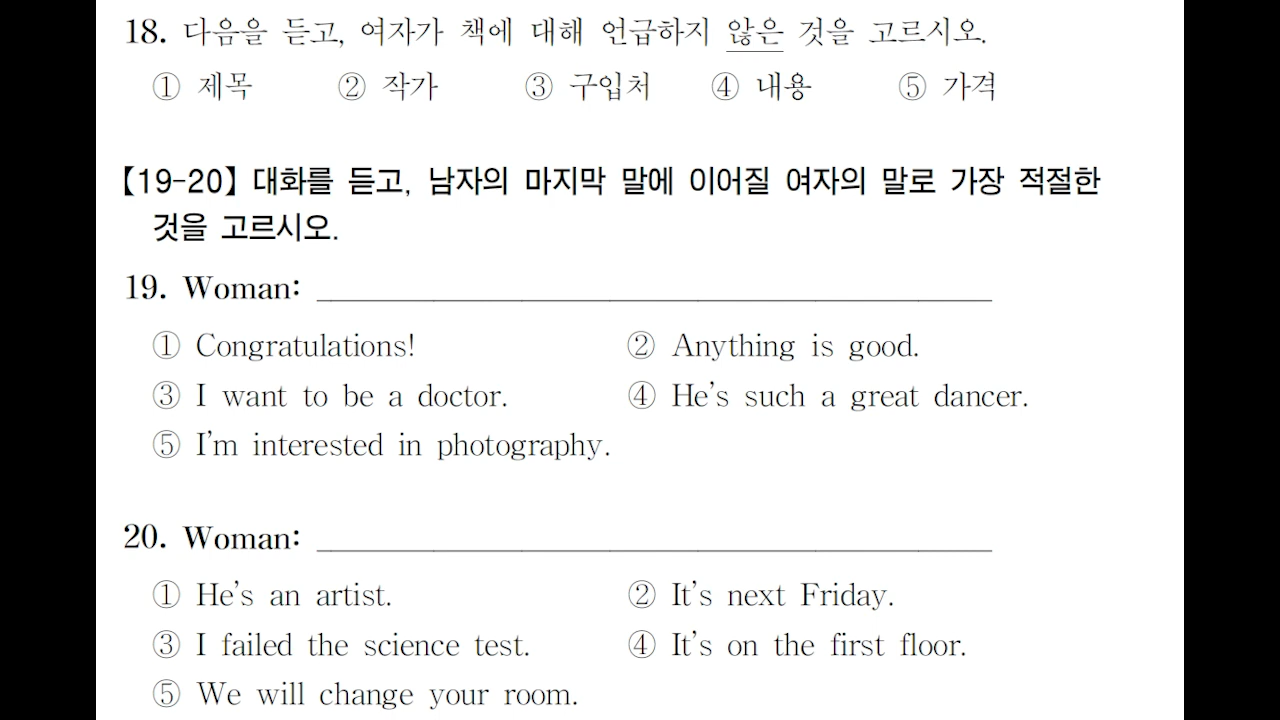 18. 다음을 듣고, 여자가 책에 대해 언급하지 않은 것을 고르시오.
① 제목 ② 작가 ③ 구입처 ④ 내용 ⑤ 가격
【19-20】 대화를 듣고, 남자의 마지막 말에 이어질 여자의 말로 가장 적절한
것을 고르시오.
19. Woman: ____________________
① Congratulations! ② Anything is good.
③ I want to be a doctor. ④ He's such a great dancer.
⑤ I'm interested in photography.
20. Woman: ____________________
① He's an artist. ② It's next Friday.
③ I failed the science test. ④ It's on the first floor.
⑤ We will change your room.